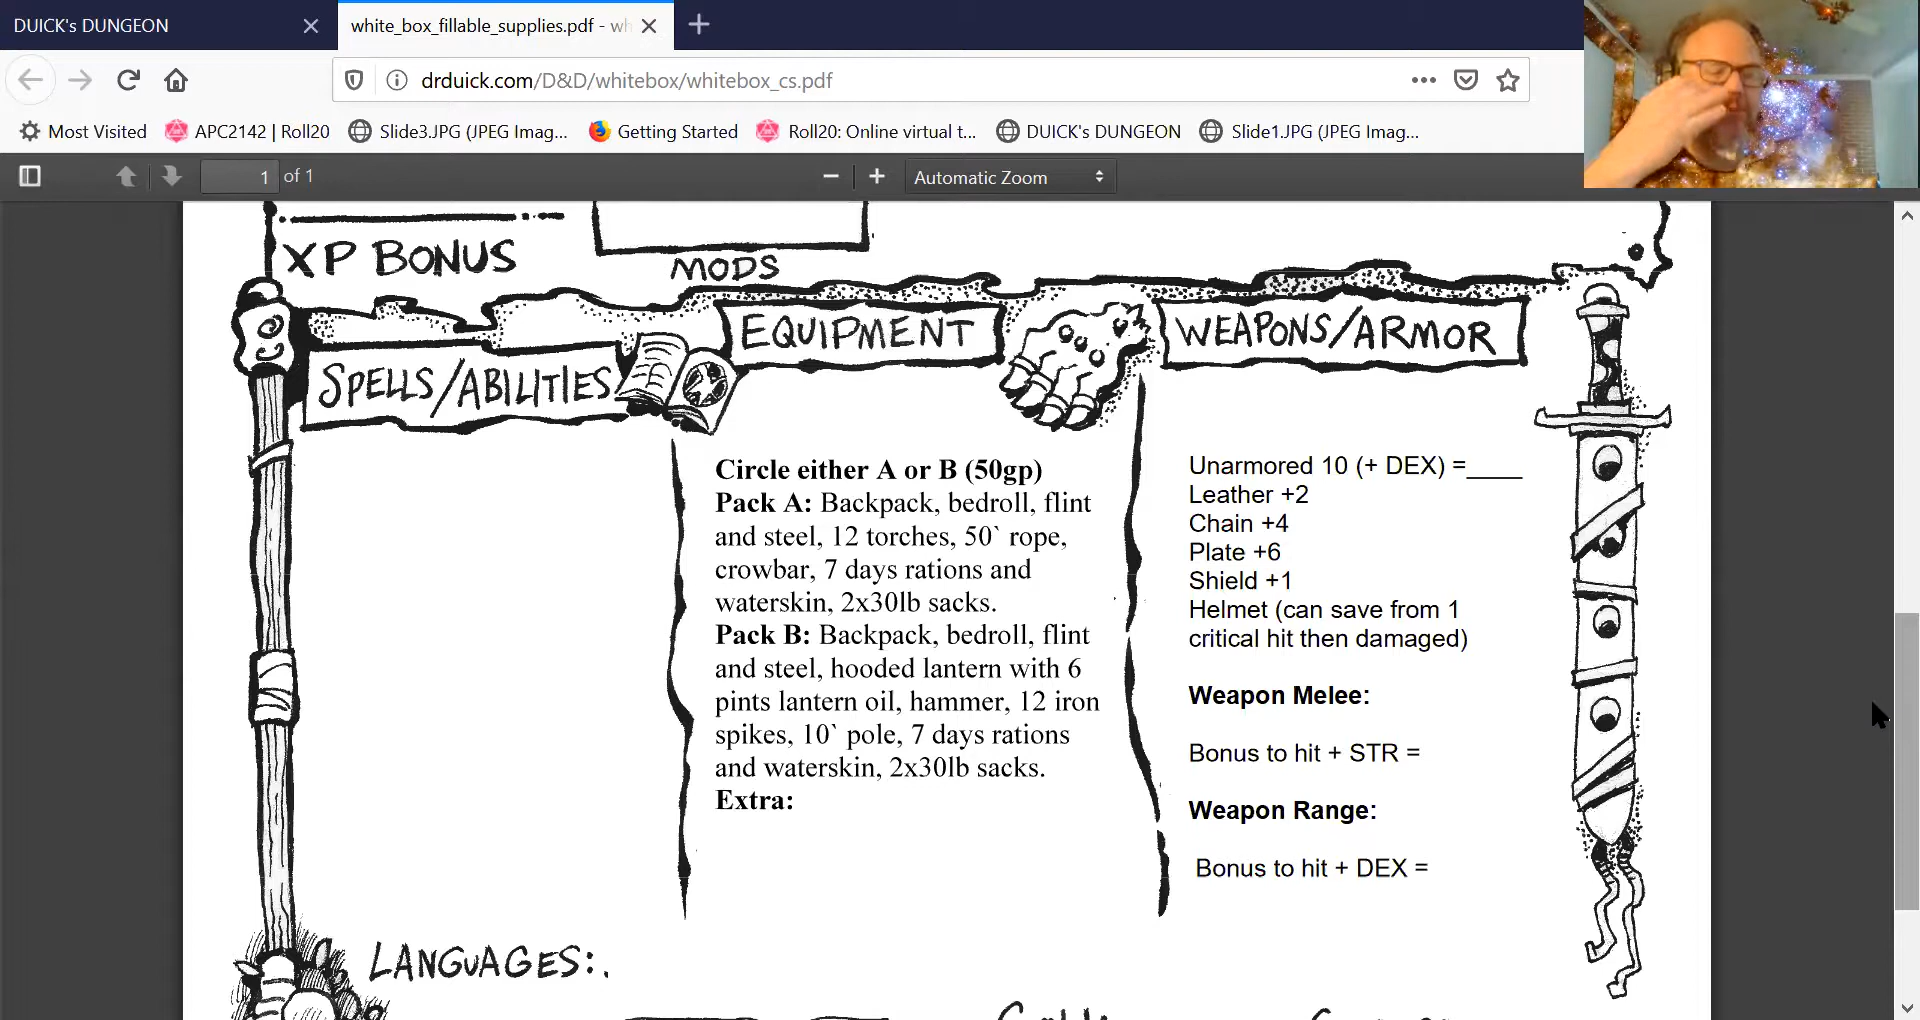 DUICK's DUNGEON
white_box_fillable_supplies.pdf - wh
drduick.com/D&D/whitebox/whitebox_cs.pdf
Most Visited
APC2142 | Roll20
Slide3.JPG (JPEG Imag...
Getting Started
Roll20: Online virtual t...
DUICK's DUNGEON
Slide1.JPG (JPEG Imag...
1 of 1
Automatic Zoom
XP BONUS
MODS
SPELLS/ABILITIES
EQUIPMENT
WEAPONS/ARMOR
Circle either A or B (50gp)
Pack A: Backpack, bedroll, flint
and steel, 12 torches, 50` rope,
crowbar, 7 days rations and
waterskin, 2x30lb sacks.
Pack B: Backpack, bedroll, flint
and steel, hooded lantern with 6
pints lantern oil, hammer, 12 iron
spikes, 10` pole, 7 days rations
and waterskin, 2x30lb sacks.
Extra:
Unarmored 10 (+ DEX) =____
Leather +2
Chain +4
Plate +6
Shield +1
Helmet (can save from 1
critical hit then damaged)
Weapon Melee:
Bonus to hit + STR =
Weapon Range:
Bonus to hit + DEX =
LANGUAGES:.